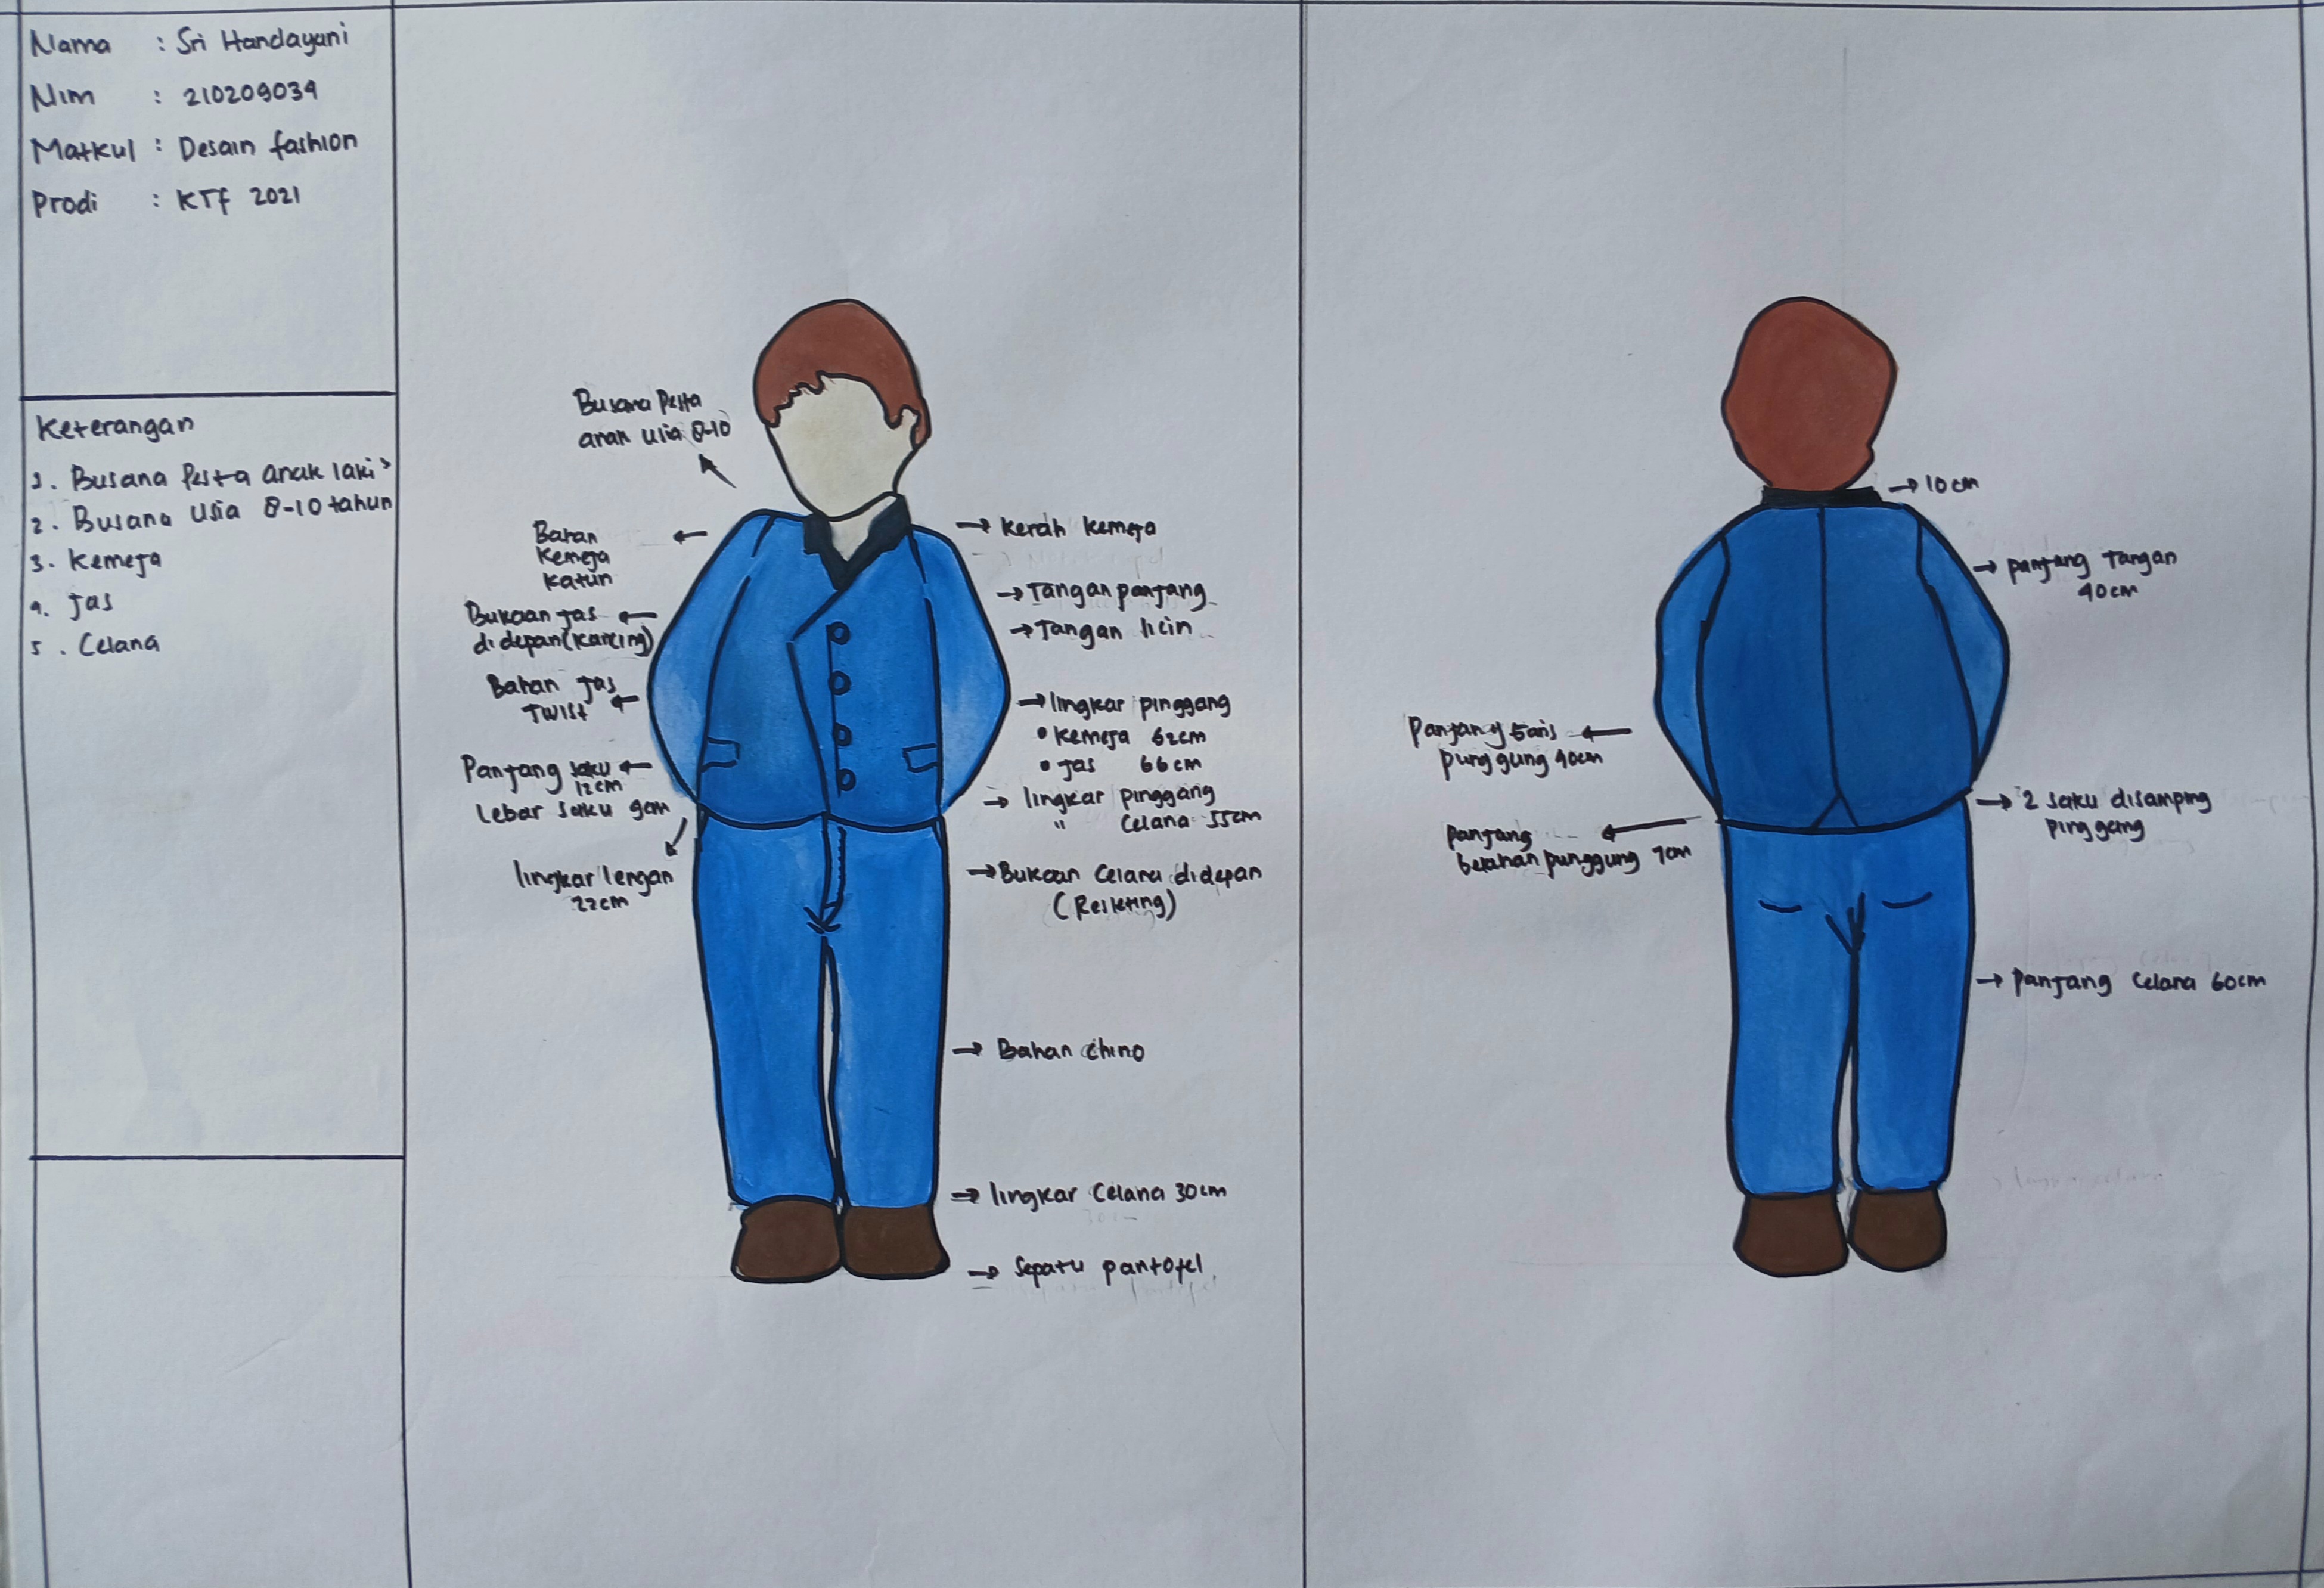 Nama : Sri Handayani
Nim : 210209034
Matkul : Desain fashion
Prodi : KTf 2021
Keterangan
1. Busana Pesta anak laki²
2. Busana Usia 8-10 tahun
3. Kemeja
4. Jas
5. Celana
Busana Pesta
anak usia 8-10
Bahan
Kemeja
Katun
Bukaan Jas
didepan (Kancing)
Bahan Jas
Twist
Panjang saku
12cm
lebar saku 9cm
lingkar lengan
22cm
Kerah Kemeja
Tangan panjang
Tangan licin
lingkar pinggang
• Kemeja 62cm
• Jas 66cm
lingkar pinggang
" Celana 55cm
Bukaan Celana didepan
(Resleting)
Bahan chino
lingkar Celana 30cm
Sepatu pantofel
10cm
panjang Tangan
40cm
Panjang garis
punggung 40cm
panjang
belahan punggung 7cm
2 saku disamping
pinggang
panjang Celana 60cm